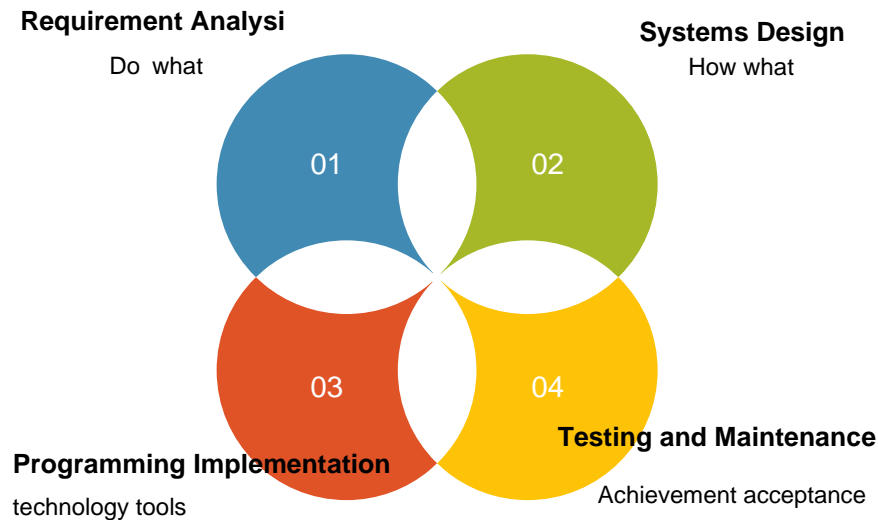 Requirement Analysi
Do what
Systems Design
How what
01
02
03
04
Programming Implementation
technology tools
Testing and Maintenance
Achievement acceptance